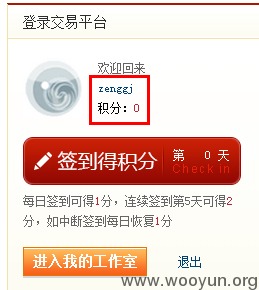 登录交易平台
欢迎回来
zenggj
积分：0
签到得积分 第 0 天
Check in
每日签到可得1分，连续签到第5天可得2
分，如中断签到每日恢复1分
进入我的工作室 退出
www.wooyun.org